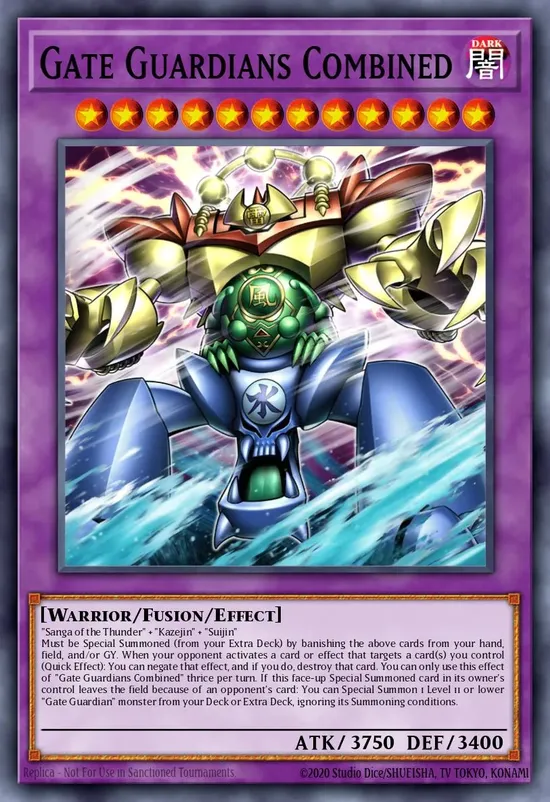 GATE GUARDIANS COMBINED
DARK
闇
雷
風
水
[WARRIOR/FUSION/EFFECT]
"Sanga of the Thunder" + "Kazejin" + "Suijin"
Must be Special Summoned (from your Extra Deck) by banishing the above cards from your hand,
field, and/or GY. When your opponent activates a card or effect that targets a card(s) you control
(Quick Effect): You can negate that effect, and if you do, destroy that card. You can only use this effect
of "Gate Guardians Combined" thrice per turn. If this face-up Special Summoned card in its owner's
control leaves the field because of an opponent's card: You can Special Summon 1 Level 11 or lower
"Gate Guardian" monster from your Deck or Extra Deck, ignoring its Summoning conditions.
ATK/ 3750 DEF/ 3400
Replica - Not For Use in Sanctioned Tournaments
©2020 Studio Dice/SHUEISHA, TV TOKYO, KONAMI